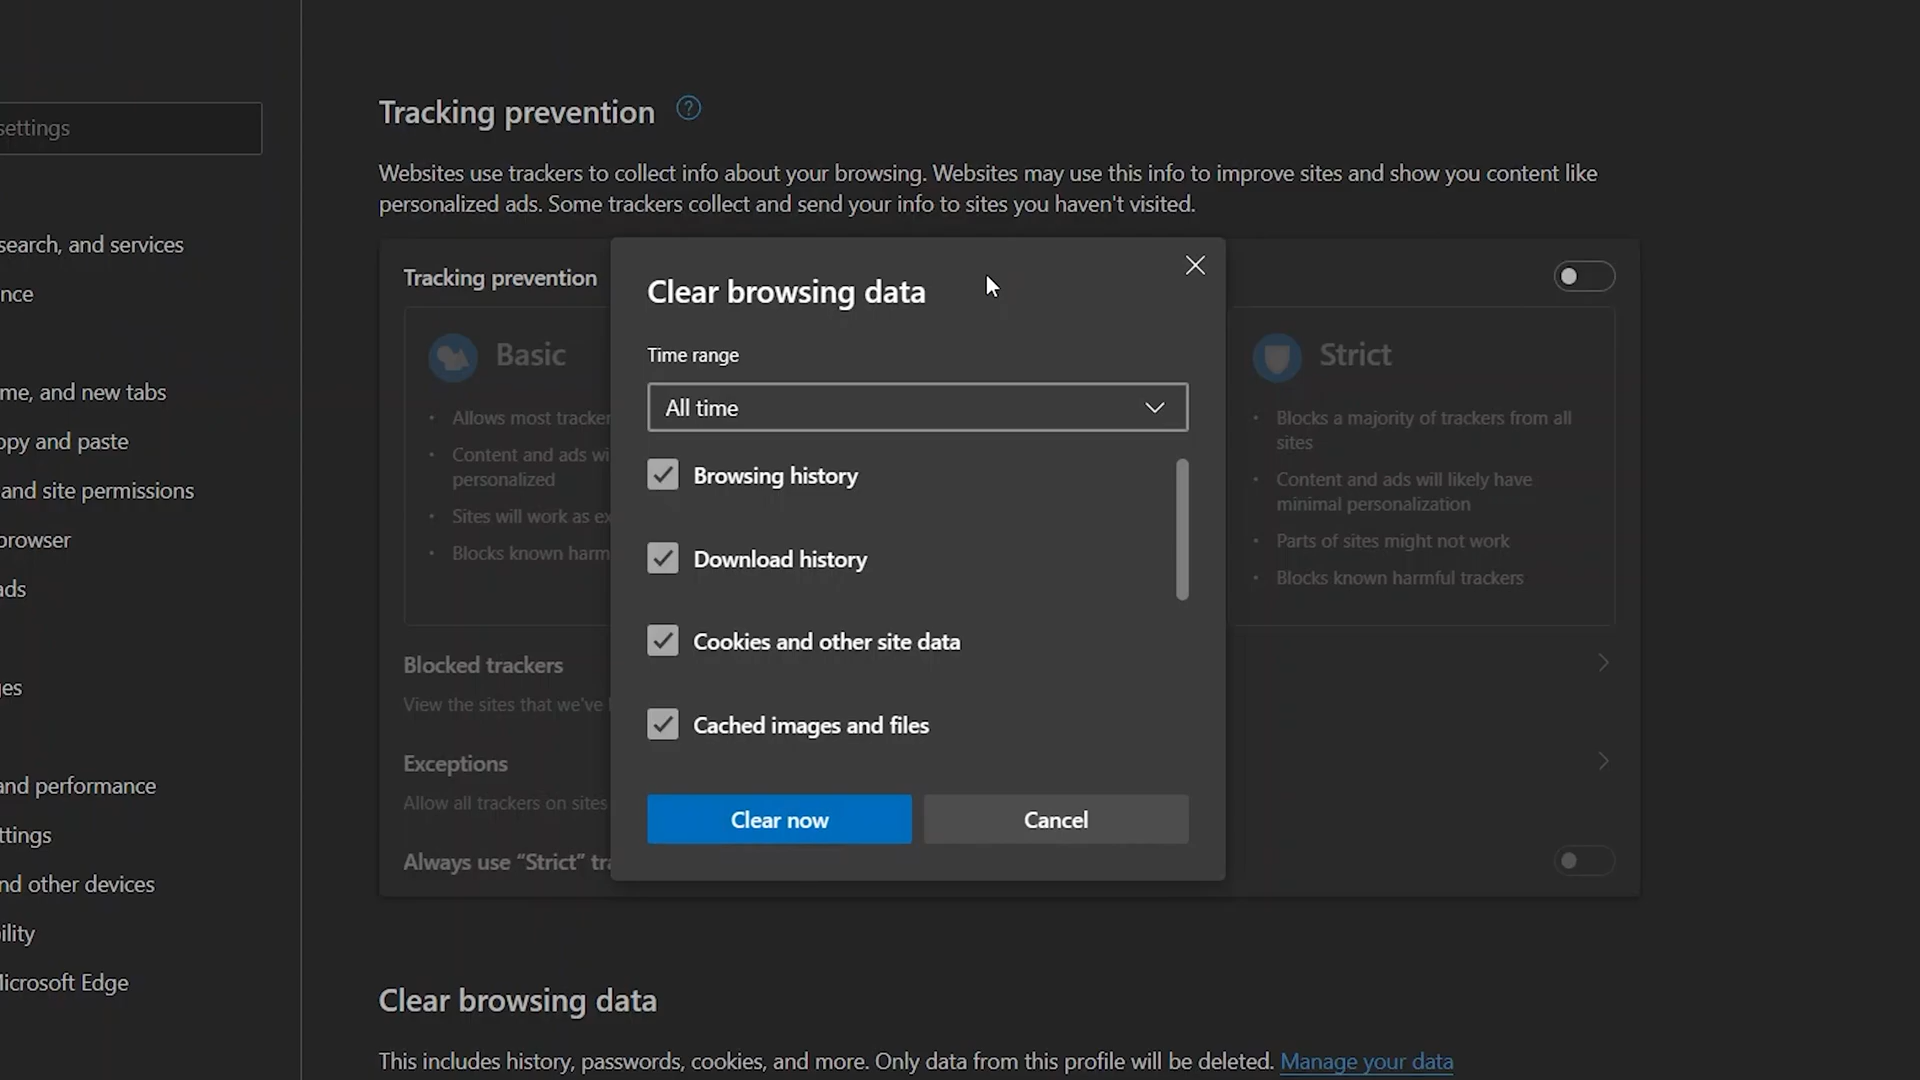 settings
search, and services
nce
me, and new tabs
opy and paste
and site permissions
browser
ads
ges
and performance
ttings
nd other devices
ility
Microsoft Edge
Tracking prevention
Websites use trackers to collect info about your browsing. Websites may use this info to improve sites and show you content like
personalized ads. Some trackers collect and send your info to sites you haven't visited.
Tracking prevention
Basic
Allows most tracker
Content and ads wi
personalized
Sites will work as ex
Blocks known harm
Strict
Blocks a majority of trackers from all
sites
Content and ads will likely have
minimal personalization
Parts of sites might not work
Blocks known harmful trackers
Blocked trackers
View the sites that we've
Exceptions
Allow all trackers on sites
Always use “Strict” tra
Clear browsing data
Time range
All time
Browsing history
Download history
Cookies and other site data
Cached images and files
Clear now
Cancel
Clear browsing data
This includes history, passwords, cookies, and more. Only data from this profile will be deleted. Manage your data